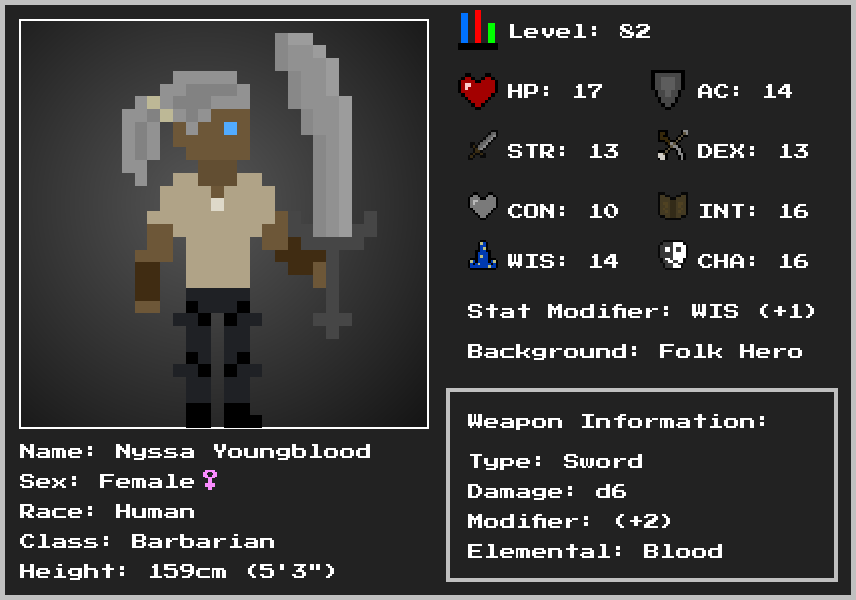 Level: 82
HP: 17
AC: 14
STR: 13
DEX: 13
CON: 10
INT: 16
WIS: 14
CHA: 16
Stat Modifier: WIS (+1)
Background: Folk Hero
Weapon Information:
Type: Sword
Damage: d6
Modifier: (+2)
Elemental: Blood
Name: Nyssa Youngblood
Sex: Female♀
Race: Human
Class: Barbarian
Height: 159cm (5'3")